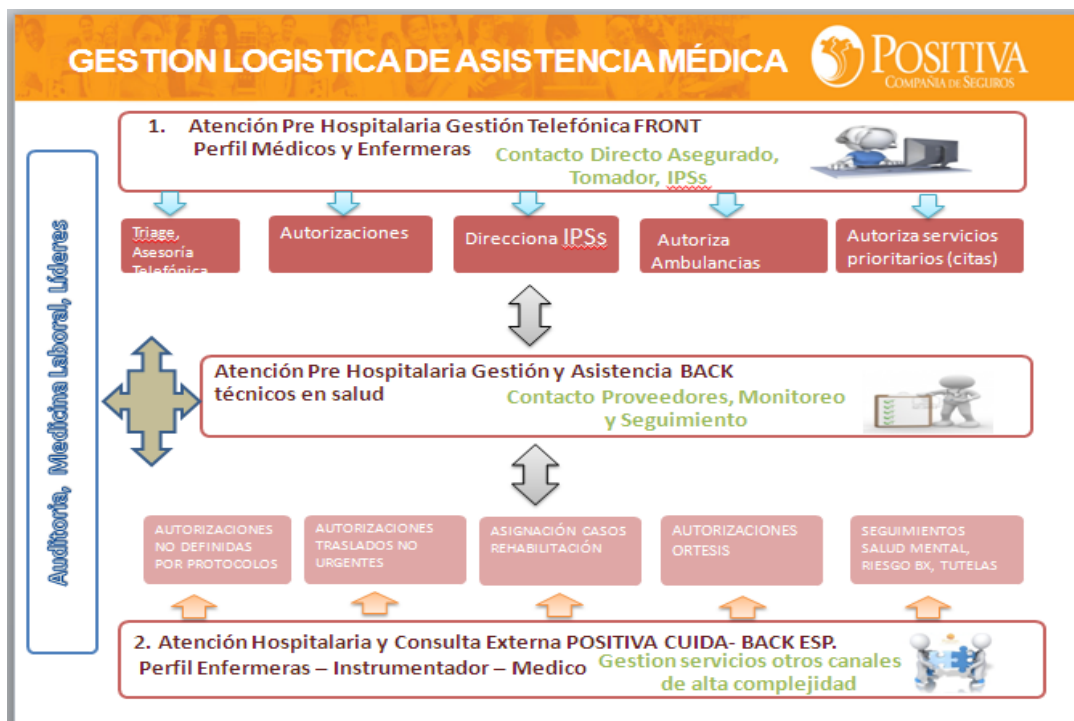 GESTION LOGISTICA DE ASISTENCIA MÉDICA
POSITIVA
COMPAÑIA DE SEGUROS
1. Atención Pre Hospitalaria Gestión Telefónica FRONT
Perfil Médicos y Enfermeras
Contacto Directo Asegurado,
Tomador, IPSs
Triage,
Asesoría
Telefónica
Autorizaciones
Direcciona IPSs
Autoriza
Ambulancias
Autoriza servicios
prioritarios (citas)
Auditoría, Medicina Laboral, Líderes
Atención Pre Hospitalaria Gestión y Asistencia BACK
técnicos en salud
Contacto Proveedores, Monitoreo
y Seguimiento
AUTORIZACIONES
NO DEFINIDAS
POR PROTOCOLOS
AUTORIZACIONES
TRASLADOS NO
URGENTES
ASIGNACIÓN CASOS
REHABILITACIÓN
AUTORIZACIONES
ORTESIS
SEGUIMIENTOS
SALUD MENTAL,
RIESGO BX, TUTELAS
2. Atención Hospitalaria y Consulta Externa POSITIVA CUIDA- BACK ESP.
Perfil Enfermeras – Instrumentador – Medico
Gestion servicios otros canales
de alta complejidad